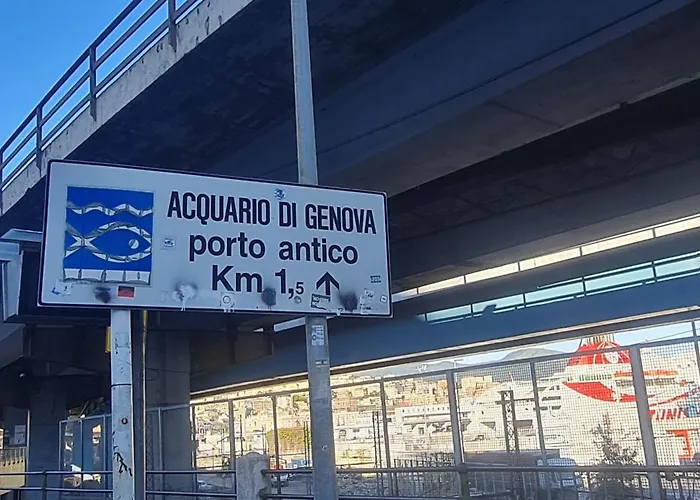 ACQUARIO DI GENOVA
porto antico
Km 1,5 ↑